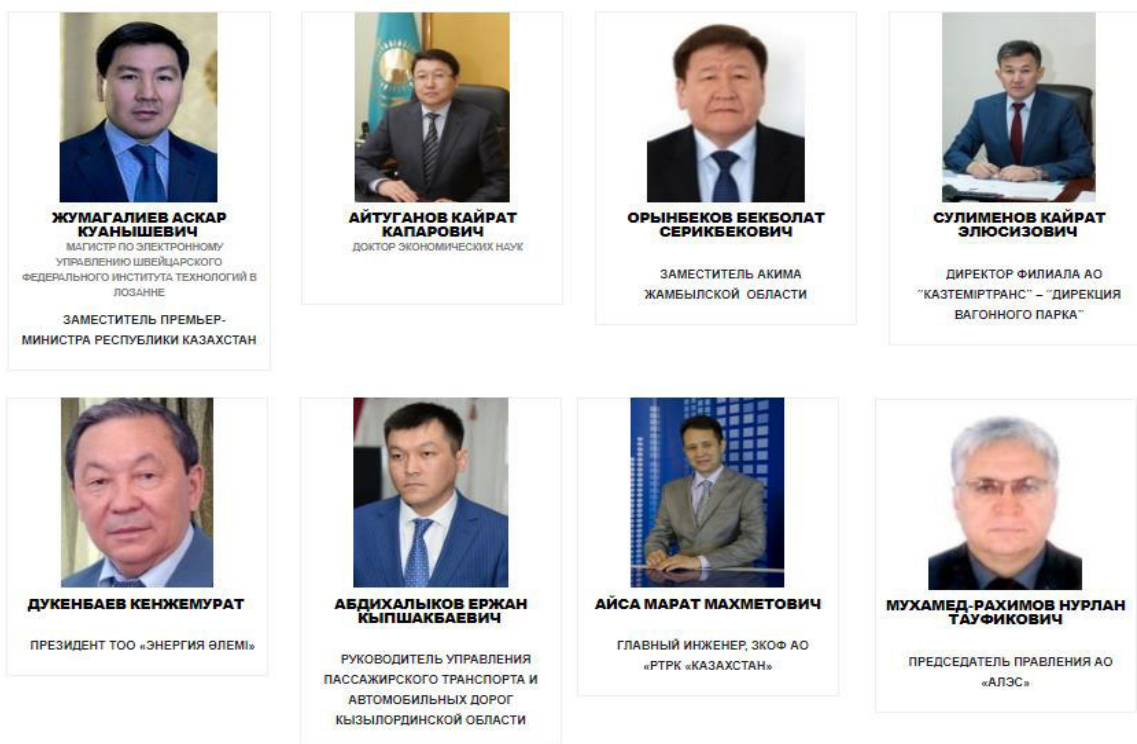 ЖУМАГАЛИЕВ АСКАР
КУАНЫШЕВИЧ
МАГИСТР ПО ЭЛЕКТРОННОМУ
УПРАВЛЕНИЮ ШВЕЙЦАРСКОГО
ФЕДЕРАЛЬНОГО ИНСТИТУТА ТЕХНОЛОГИЙ В
ЛОЗАННЕ
ЗАМЕСТИТЕЛЬ ПРЕМЬЕР-
МИНИСТРА РЕСПУБЛИКИ КАЗАХСТАН
АЙТУГАНОВ КАЙРАТ
КАПАРОВИЧ
ДОКТОР ЭКОНОМИЧЕСКИХ НАУК
ОРЫНБЕКОВ БЕКБОЛАТ
СЕРИКБЕКОВИЧ
ЗАМЕСТИТЕЛЬ АКИМА
ЖАМБЫЛСКОЙ ОБЛАСТИ
СУЛИМЕНОВ КАЙРАТ
ЭЛЮСИЗОВИЧ
ДИРЕКТОР ФИЛИАЛА АО
"КАЗТЕМІРТРАНС" – "ДИРЕКЦИЯ
ВАГОННОГО ПАРКА"
ДУКЕНБАЕВ КЕНЖЕМУРАТ
ПРЕЗИДЕНТ ТОО «ЭНЕРГИЯ ӘЛЕМІ»
АБДИХАЛЫКОВ ЕРЖАН
КЫПШАКБАЕВИЧ
РУКОВОДИТЕЛЬ УПРАВЛЕНИЯ
ПАССАЖИРСКОГО ТРАНСПОРТА И
АВТОМОБИЛЬНЫХ ДОРОГ
КЫЗЫЛОРДИНСКОЙ ОБЛАСТИ
АЙСА МАРАТ МАХМЕТОВИЧ
ГЛАВНЫЙ ИНЖЕНЕР, ЗКОФ АО
«РТРК «КАЗАХСТАН»
МУХАМЕД-РАХИМОВ НУРЛАН
ТАУФИКОВИЧ
ПРЕДСЕДАТЕЛЬ ПРАВЛЕНИЯ АО
«АЛЭС»